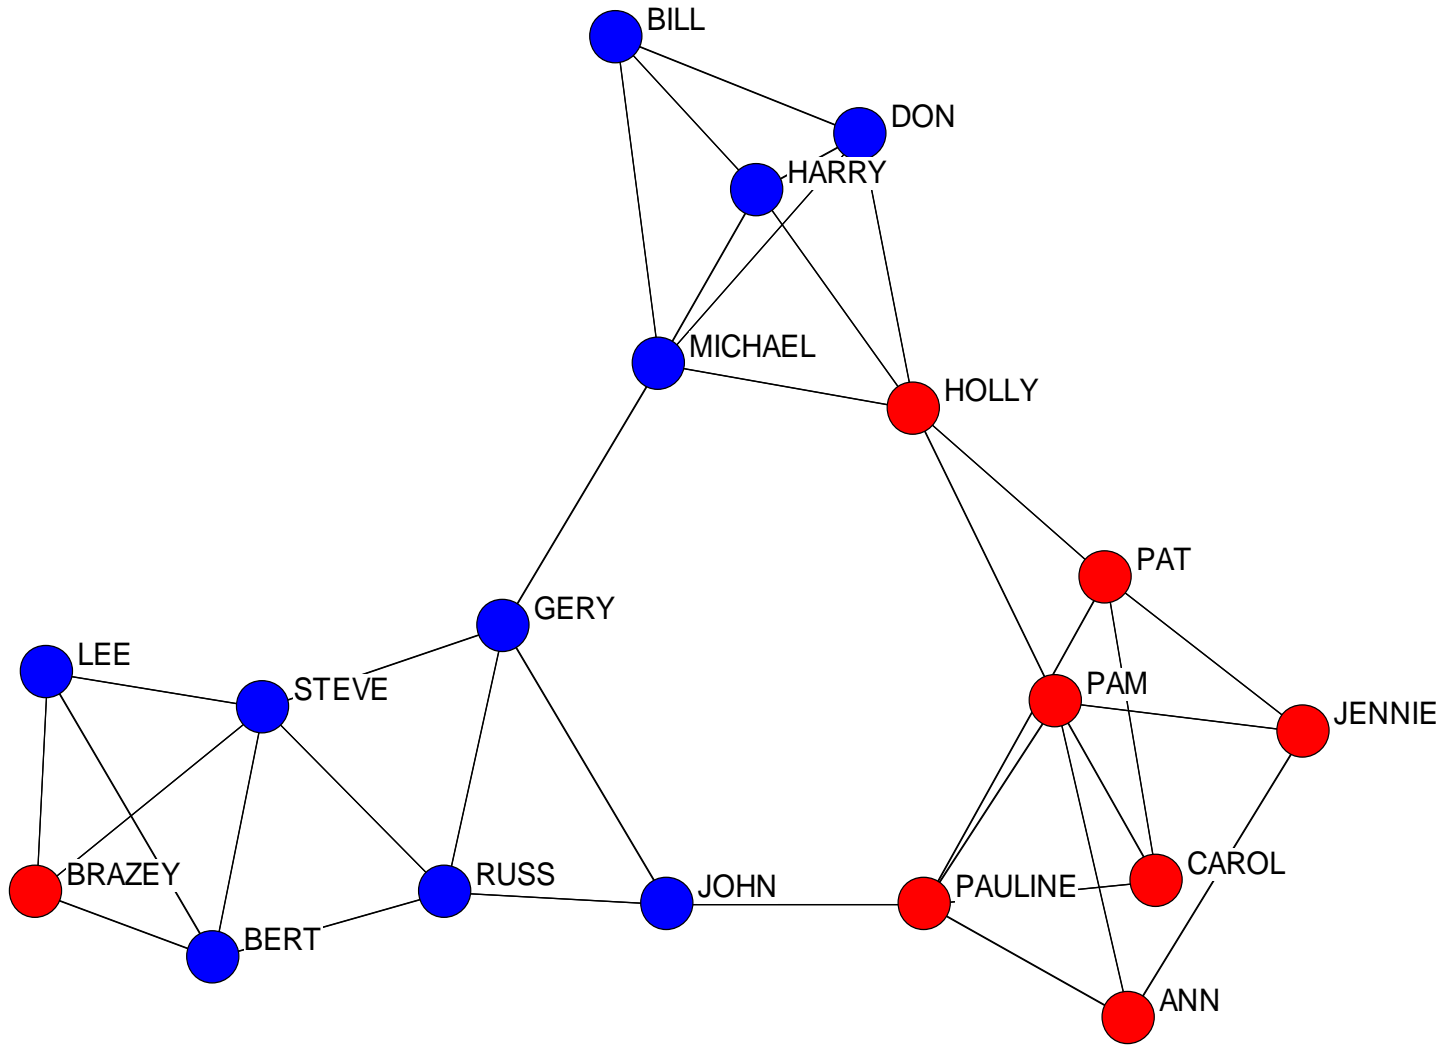 BILL
DON
HARRY
MICHAEL
HOLLY
PAT
GERY
LEE
STEVE
PAM
JENNIE
BRAZEY
RUSS
JOHN
PAULINE
CAROL
BERT
ANN